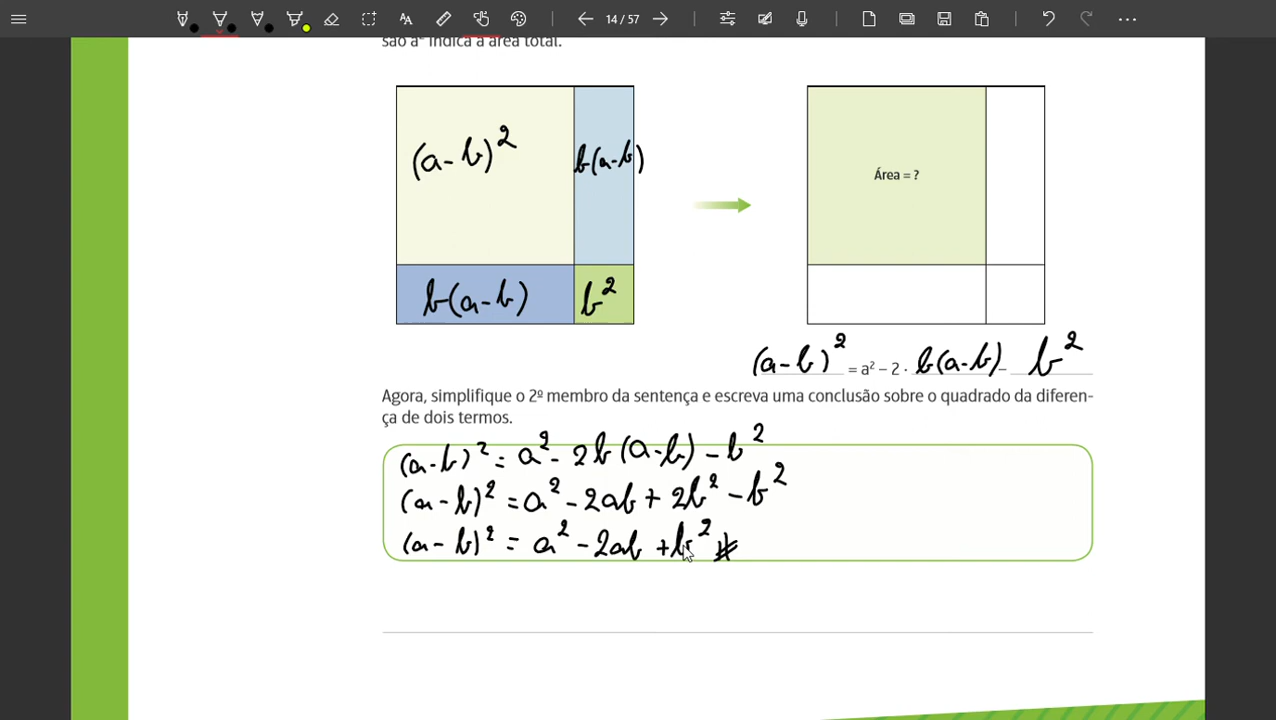 14 / 57
são a² indica a área total.
(a-b)²
b(a-b)
b(a-b)
b²
Área = ?
(a-b)² = a² – 2 · b(a-b) – b²
Agora, simplifique o 2º membro da sentença e escreva uma conclusão sobre o quadrado da diferen-
ça de dois termos.
(a-b)² = a² - 2b (a-b) - b²
(a-b)² = a² - 2ab + 2b² - b²
(a-b)² = a² - 2ab + b²